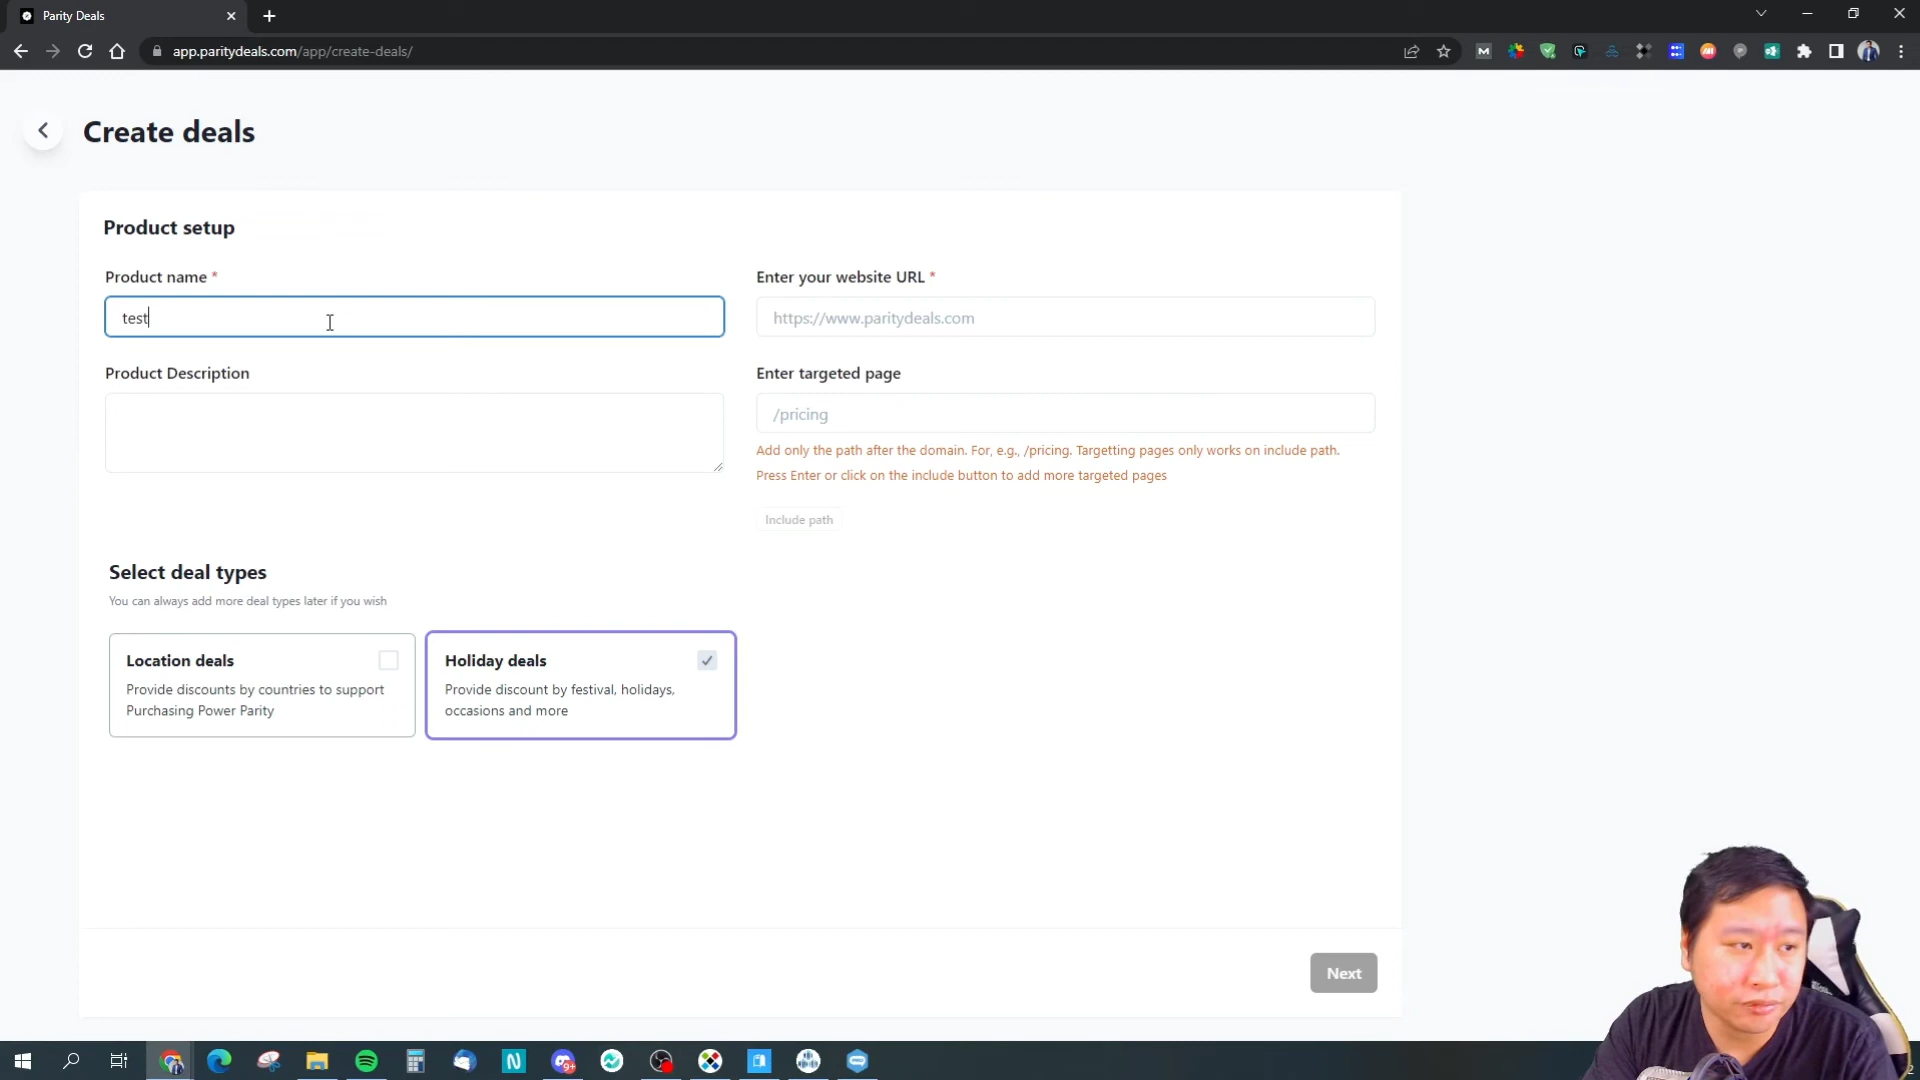 Parity Deals
app.paritydeals.com/app/create-deals/
Create deals
Product setup
Product name *
Enter your website URL *
test
https://www.paritydeals.com
Product Description
Enter targeted page
/pricing
Add only the path after the domain. For, e.g., /pricing. Targetting pages only works on include path.
Press Enter or click on the include button to add more targeted pages
Include path
Select deal types
You can always add more deal types later if you wish
Location deals
Provide discounts by countries to support
Purchasing Power Parity
Holiday deals
Provide discount by festival, holidays,
occasions and more
Next